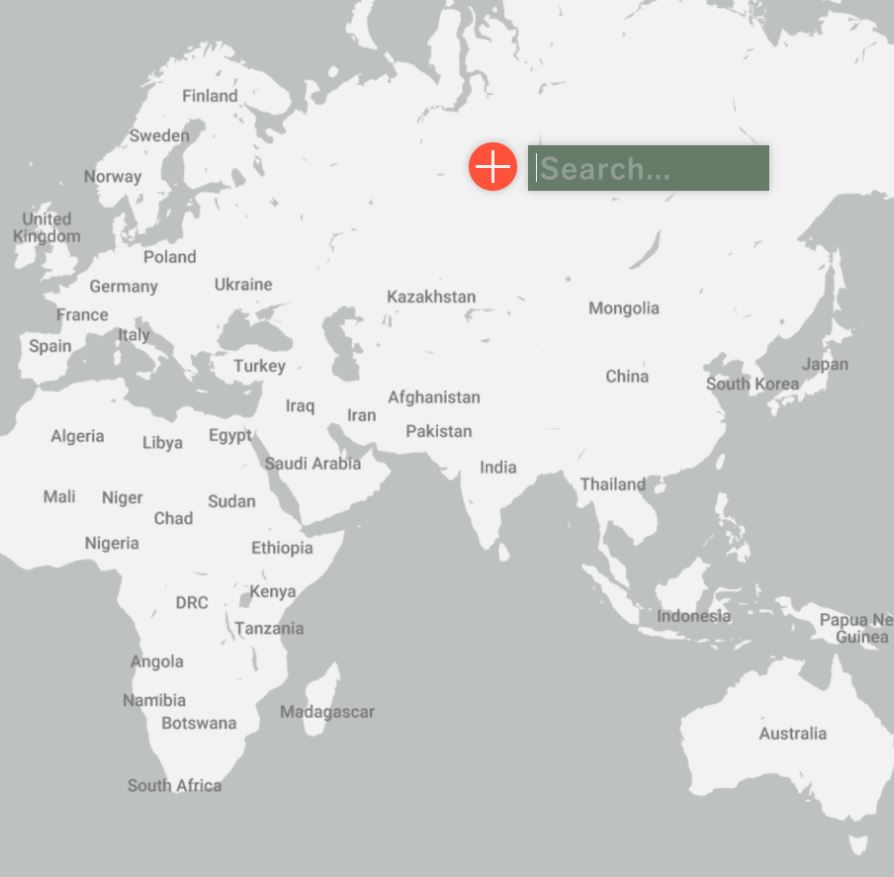 Finland
Sweden
Norway
Search...
United
Kingdom
Poland
Germany
Ukraine
Kazakhstan
Mongolia
France
Italy
Spain
Turkey
China
Japan
South Korea
Afghanistan
Iraq
Iran
Pakistan
Algeria
Libya
Egypt
Saudi Arabia
India
Thailand
Mali
Niger
Sudan
Chad
Nigeria
Ethiopia
Kenya
DRC
Tanzania
Indonesia
Papua Ne
Guinea
Angola
Namibia
Botswana
Madagascar
Australia
South Africa